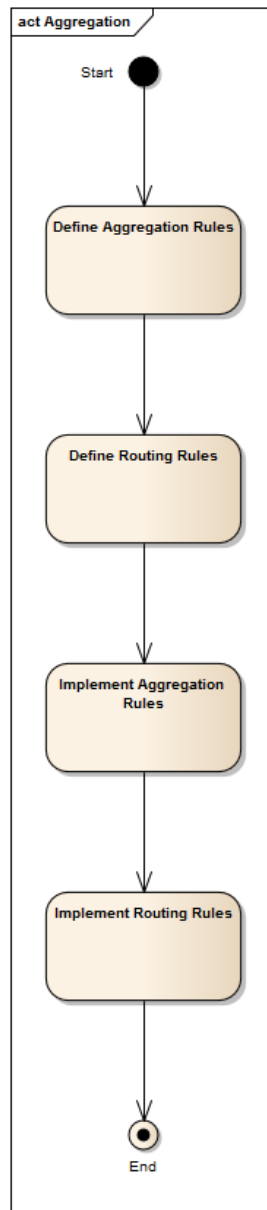 act Aggregation
Start
Define Aggregation Rules
Define Routing Rules
Implement Aggregation
Rules
Implement Routing Rules
End